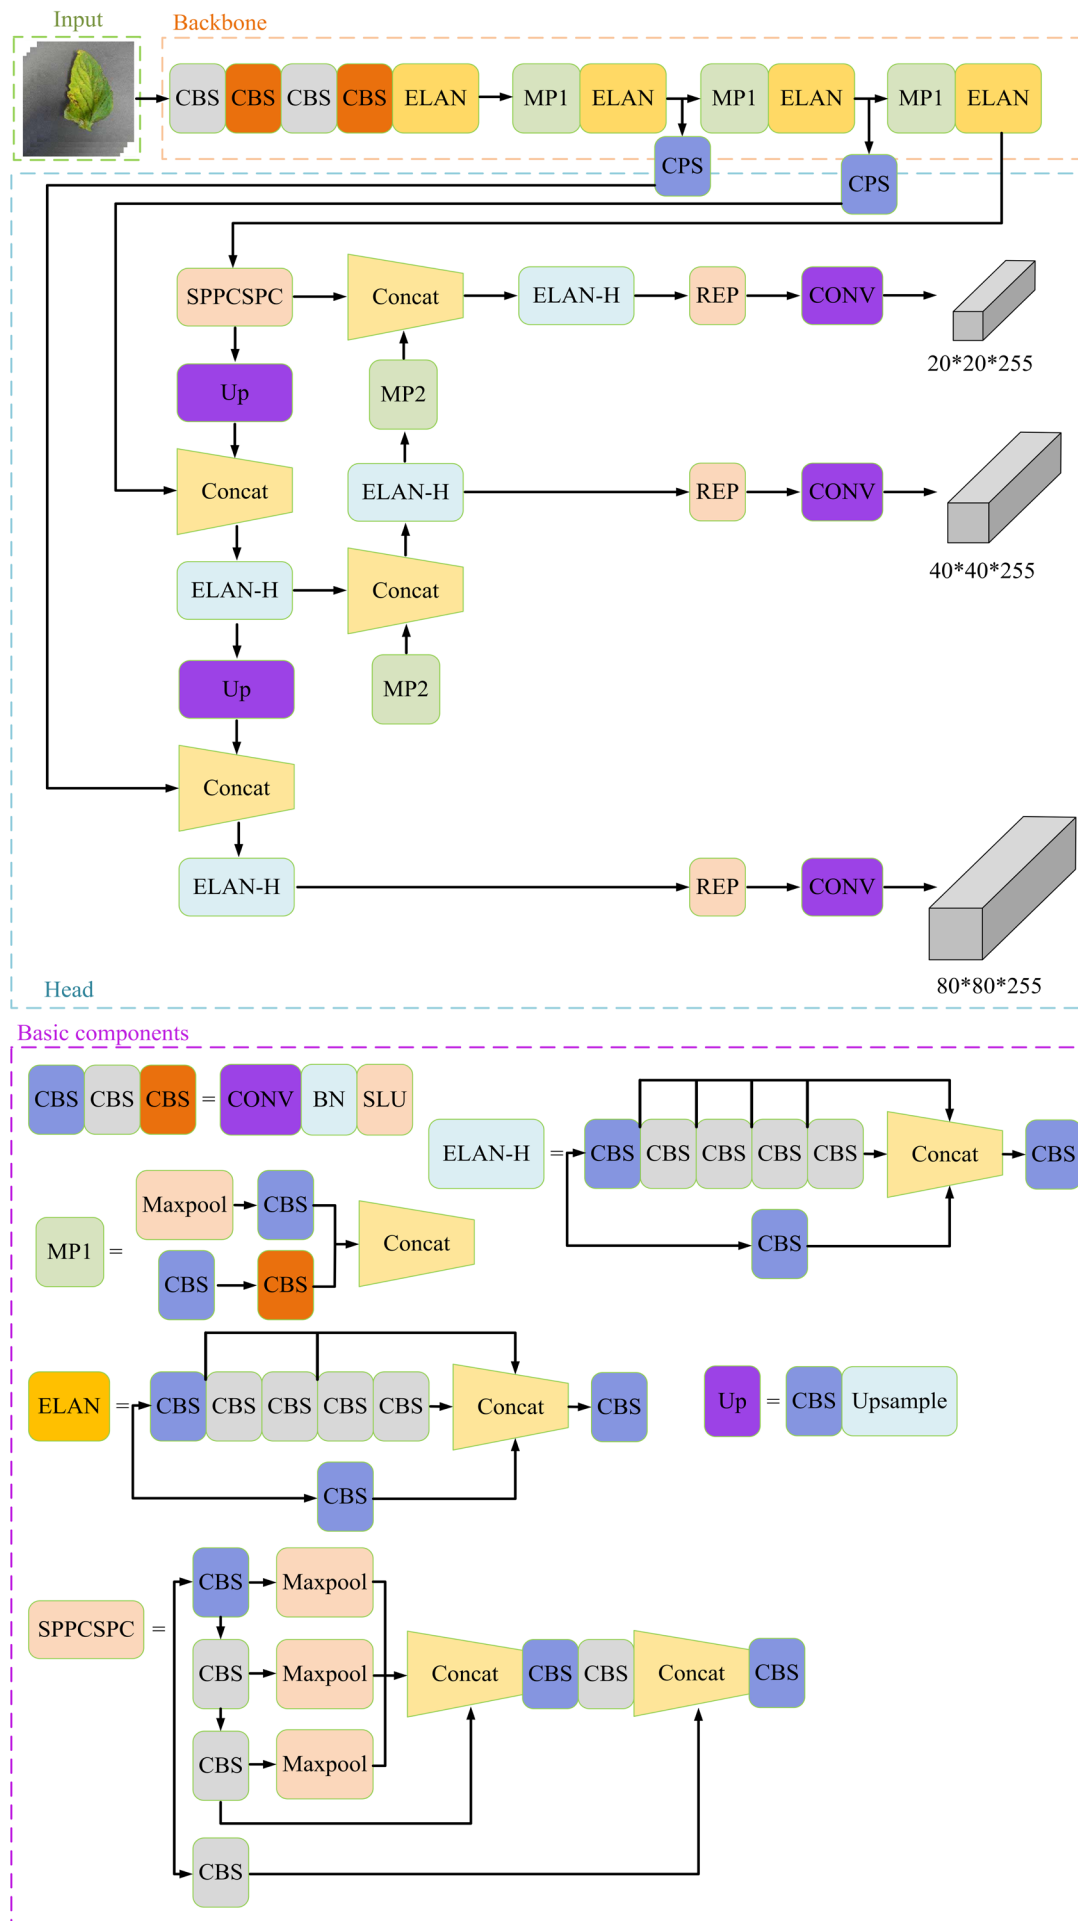 Input
Backbone
CBS CBS CBS CBS ELAN MP1 ELAN MP1 ELAN MP1 ELAN
CPS
CPS
SPPCSPC Concat ELAN-H REP CONV
20*20*255
Up MP2
Concat ELAN-H REP CONV
40*40*255
ELAN-H Concat
Up MP2
Concat
ELAN-H REP CONV
80*80*255
Head
Basic components
CBS CBS CBS = CONV BN SLU
ELAN-H = CBS CBS CBS CBS CBS Concat CBS
CBS
Maxpool CBS
MP1 = Concat
CBS CBS
ELAN = CBS CBS CBS CBS CBS Concat CBS
CBS
Up = CBS Upsample
CBS Maxpool
SPPCSPC =
CBS Maxpool Concat CBS CBS Concat CBS
CBS Maxpool
CBS